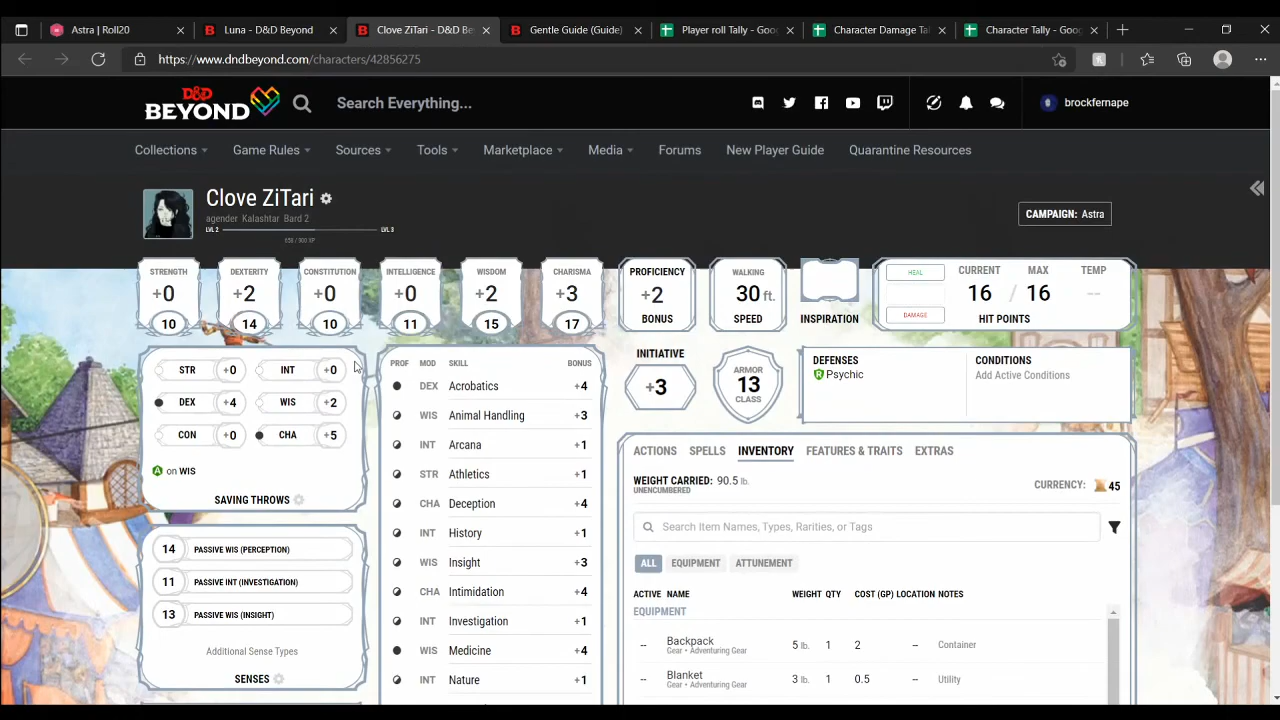 Astra | Roll20
Luna - D&D Beyond
Clove ZiTari - D&D Be
Gentle Guide (Guide)
Player roll Tally - Goo
Character Damage Tal
Character Tally - Goog
https://www.dndbeyond.com/characters/42856275
D&D
BEYOND
Search Everything...
brockfernape
Collections
Game Rules
Sources
Tools
Marketplace
Media
Forums
New Player Guide
Quarantine Resources
Clove ZiTari
agender Kalashtar Bard 2
LVL 2
LVL 3
CAMPAIGN: Astra
STRENGTH
+0
10
DEXTERITY
+2
14
CONSTITUTION
+0
10
INTELLIGENCE
+0
11
WISDOM
+2
15
CHARISMA
+3
17
PROFICIENCY
+2
BONUS
WALKING
30 ft.
SPEED
INSPIRATION
HEAL
DAMAGE
CURRENT
MAX
TEMP
16 / 16
--
HIT POINTS
STR +0
INT +0
DEX +4
WIS +2
CON +0
CHA +5
A on WIS
SAVING THROWS
14 PASSIVE WIS (PERCEPTION)
11 PASSIVE INT (INVESTIGATION)
13 PASSIVE WIS (INSIGHT)
Additional Sense Types
SENSES
PROF MOD SKILL BONUS
DEX Acrobatics +4
WIS Animal Handling +3
INT Arcana +1
STR Athletics +1
CHA Deception +4
INT History +1
WIS Insight +3
CHA Intimidation +4
INT Investigation +1
WIS Medicine +4
INT Nature +1
INITIATIVE
+3
ARMOR
13
CLASS
DEFENSES
R Psychic
CONDITIONS
Add Active Conditions
ACTIONS SPELLS INVENTORY FEATURES & TRAITS EXTRAS
WEIGHT CARRIED: 90.5 lb.
UNENCUMBERED
CURRENCY: 45
Search Item Names, Types, Rarities, or Tags
ALL EQUIPMENT ATTUNEMENT
ACTIVE NAME WEIGHT QTY COST (GP) LOCATION NOTES
EQUIPMENT
-- Backpack 5 lb. 1 2 -- Container
Gear • Adventuring Gear
-- Blanket 3 lb. 1 0.5 -- Utility
Gear • Adventuring Gear